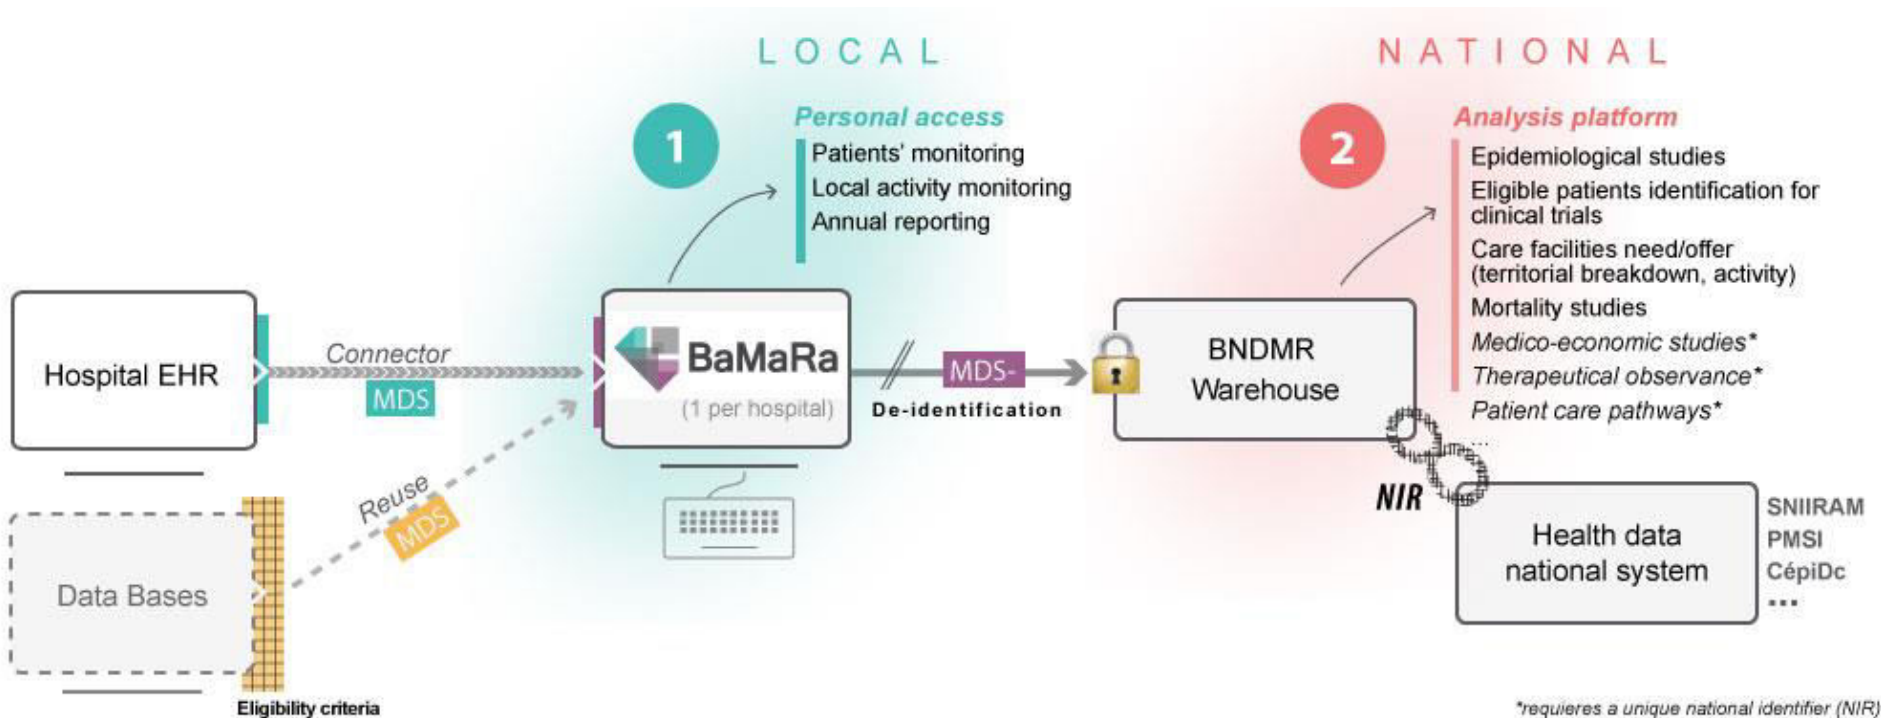 LOCAL
NATIONAL
1
Personal access
Patients' monitoring
Local activity monitoring
Annual reporting
2
Analysis platform
Epidemiological studies
Eligible patients identification for
clinical trials
Care facilities need/offer
(territorial breakdown, activity)
Mortality studies
Medico-economic studies*
Therapeutical observance*
Patient care pathways*
...
Hospital EHR
Connector
MDS
BaMaRa
(1 per hospital)
MDS-
De-identification
BNDMR
Warehouse
Reuse
MDS
Data Bases
Eligibility criteria
NIR
Health data
national system
SNIIRAM
PMSI
CépiDc
...
*requieres a unique national identifier (NIR)